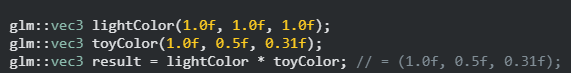 glm::vec3 lightColor(1.0f, 1.0f, 1.0f);
glm::vec3 toyColor(1.0f, 0.5f, 0.31f);
glm::vec3 result = lightColor * toyColor; // = (1.0f, 0.5f, 0.31f);